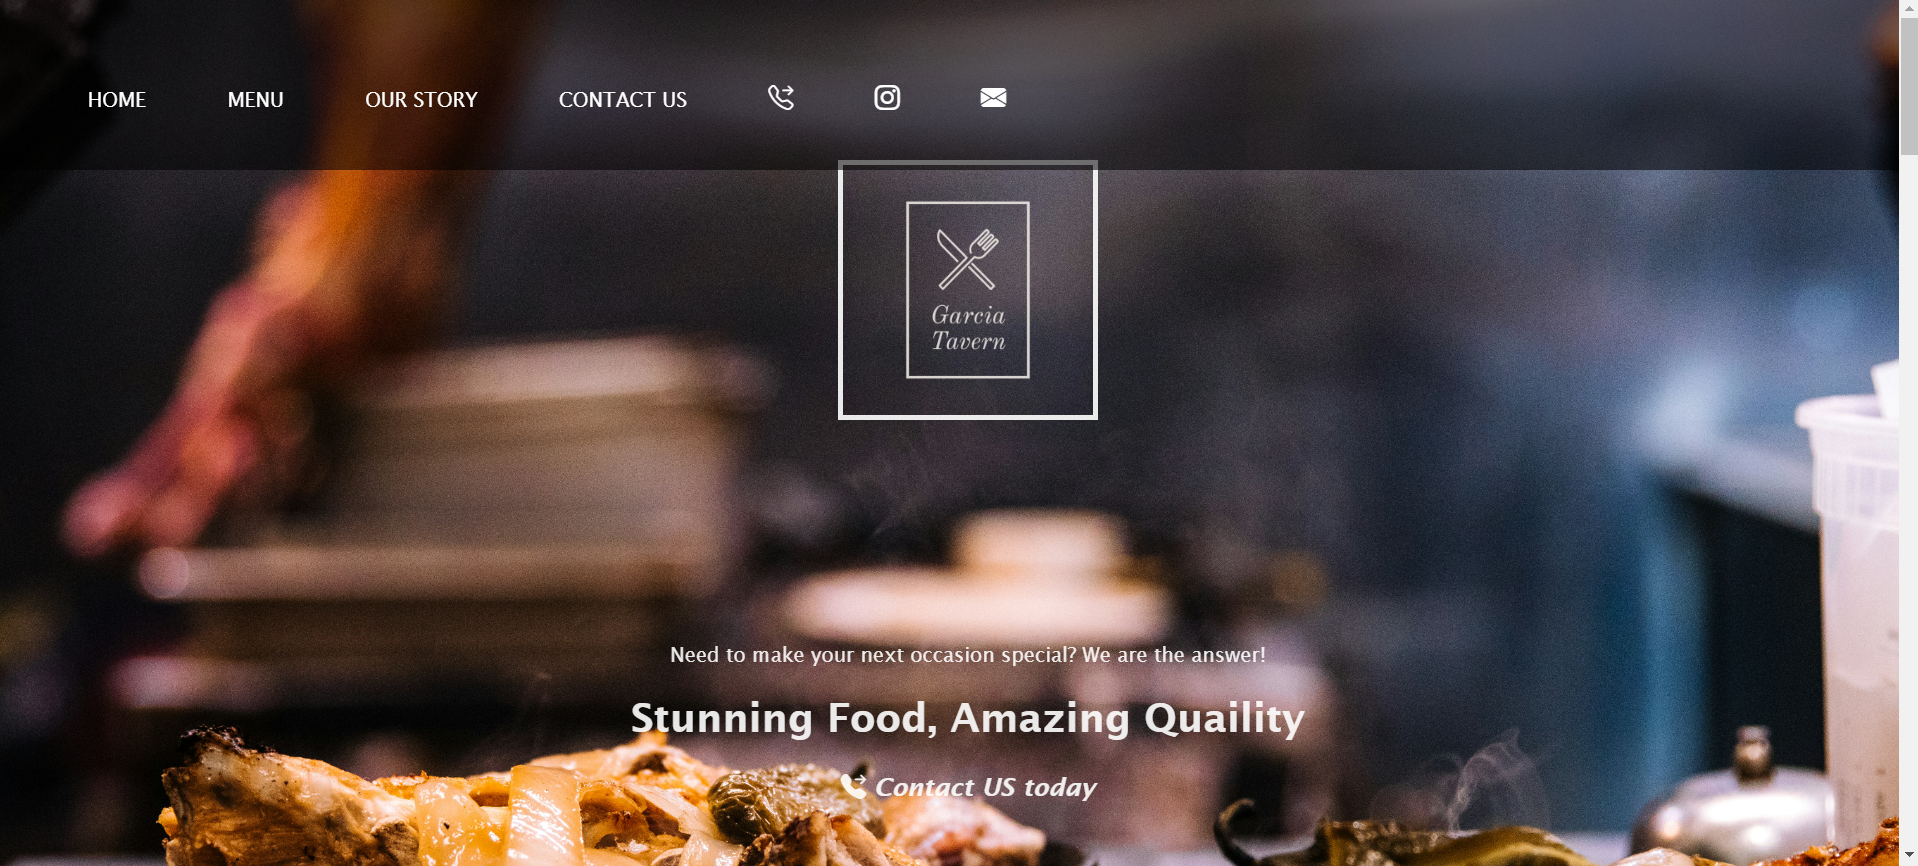 HOME MENU OUR STORY CONTACT US
Garcia
Tavern
Need to make your next occasion special? We are the answer!
Stunning Food, Amazing Quaility
Contact US today